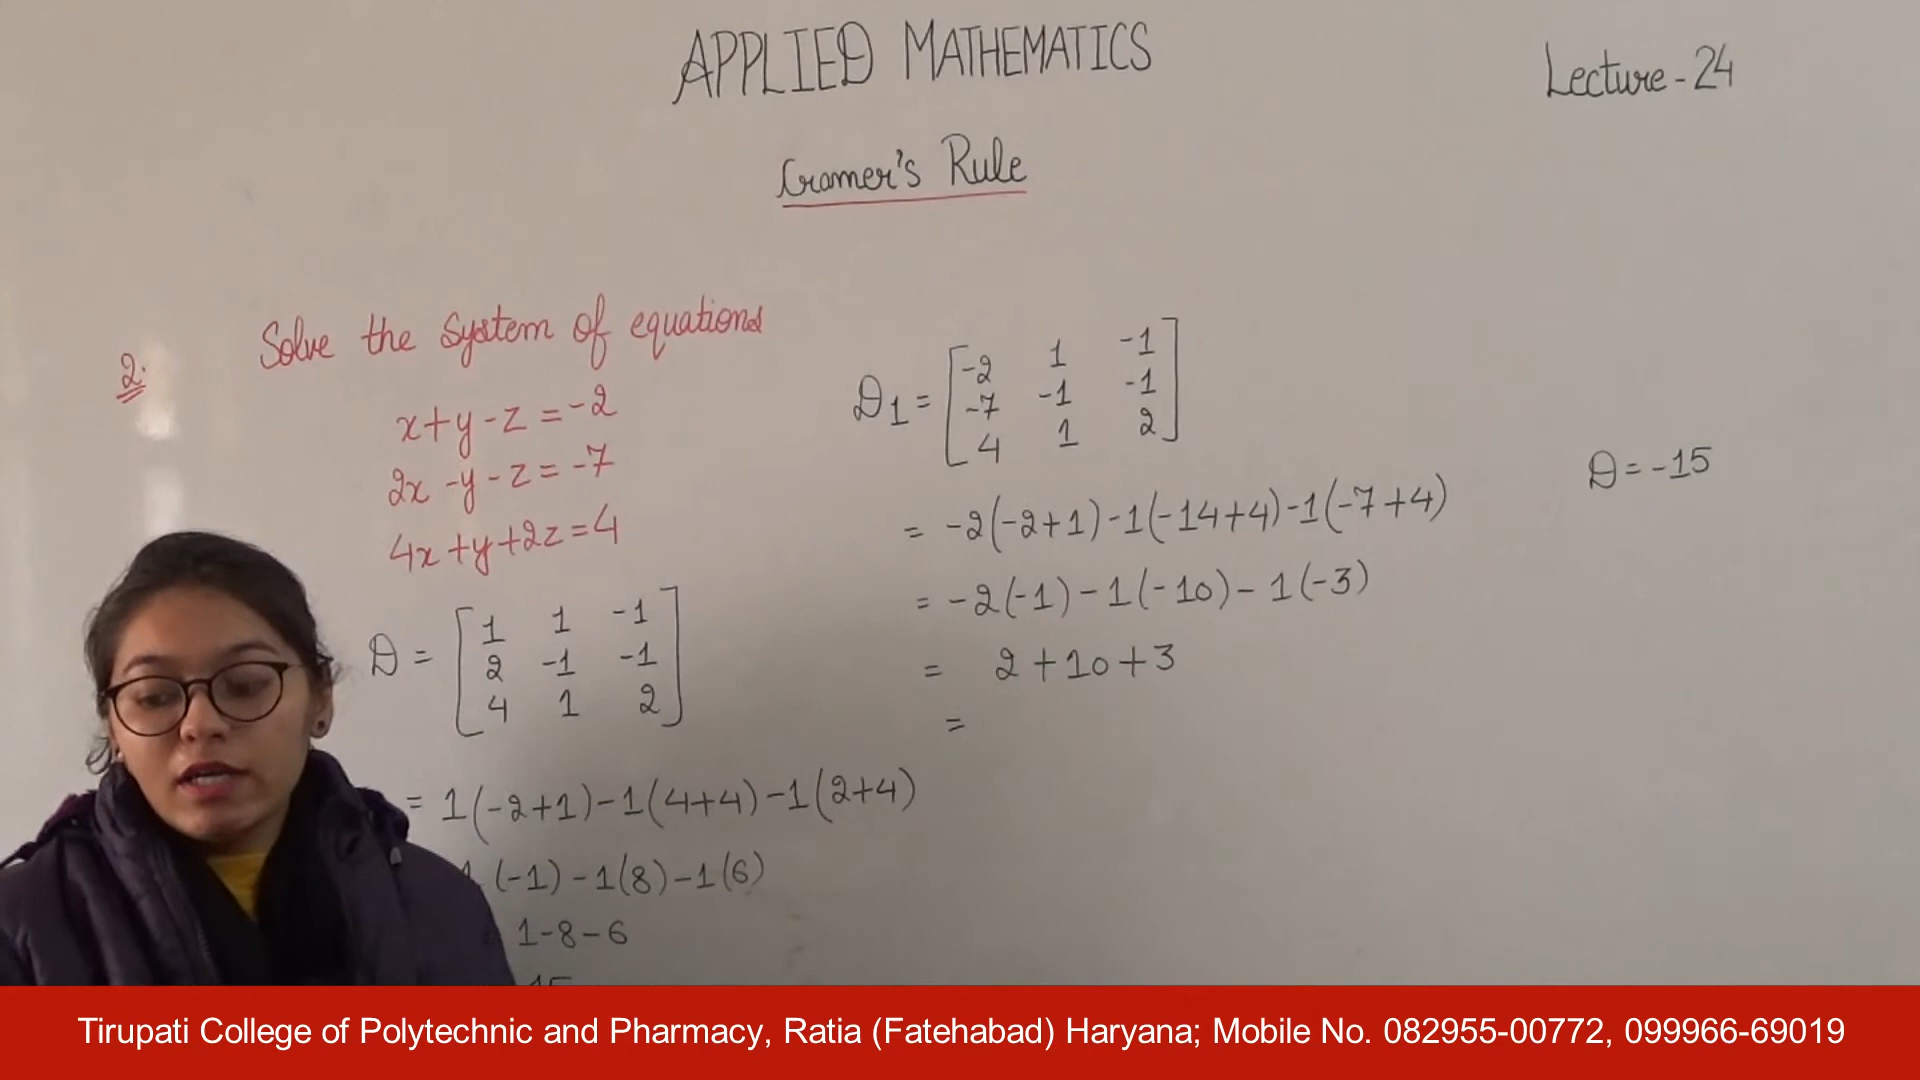 APPLIED MATHEMATICS
Lecture-24
Cramer's Rule
2. Solve the system of equations
x+y-z=-2
2x-y-z=-7
4x+y+2z=4
D = [1 1 -1
2 -1 -1
4 1 2]
= 1(-2+1)-1(4+4)-1(2+4)
(-1)-1(8)-1(6)
1-8-6
D1 = [-2 1 -1
-7 -1 -1
4 1 2]
= -2(-2+1)-1(-14+4)-1(-7+4)
= -2(-1)-1(-10)-1(-3)
= 2+10+3
=
D=-15
Tirupati College of Polytechnic and Pharmacy, Ratia (Fatehabad) Haryana; Mobile No. 082955-00772, 099966-69019